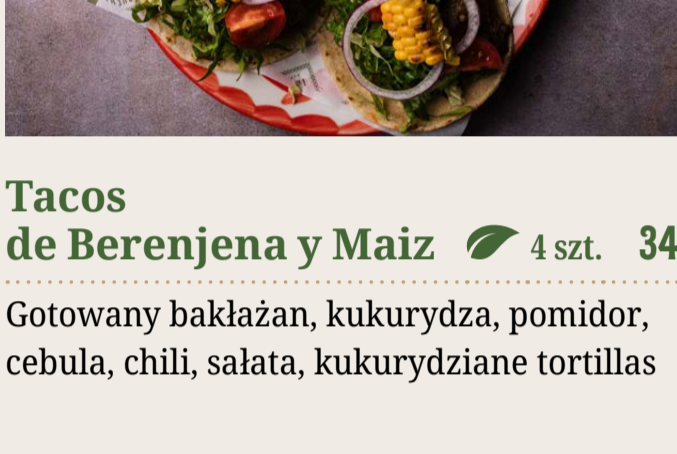 Tacos
de Berenjena y Maiz 4 szt. 34
Gotowany bakłażan, kukurydza, pomidor,
cebula, chili, sałata, kukurydziane tortillas